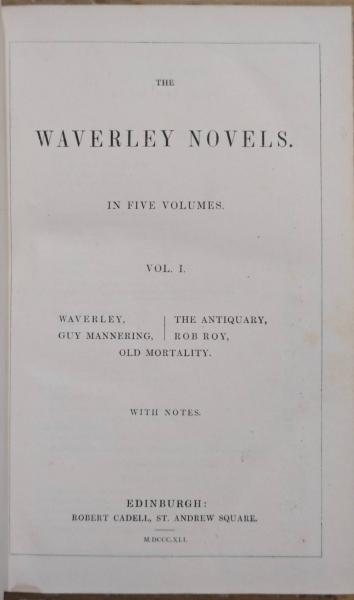 THE
WAVERLEY NOVELS.
IN FIVE VOLUMES.
VOL. I.
WAVERLEY, THE ANTIQUARY,
GUY MANNERING, ROB ROY,
OLD MORTALITY.
WITH NOTES.
EDINBURGH:
ROBERT CADELL, ST. ANDREW SQUARE.
M.DCCC.XLI.